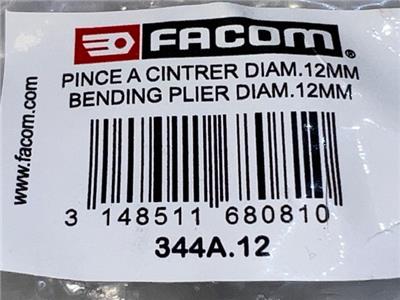 FACOM®
PINCE A CINTRER DIAM.12MM
BENDING PLIER DIAM.12MM
www.facom.com
3 148511 680810
344A.12